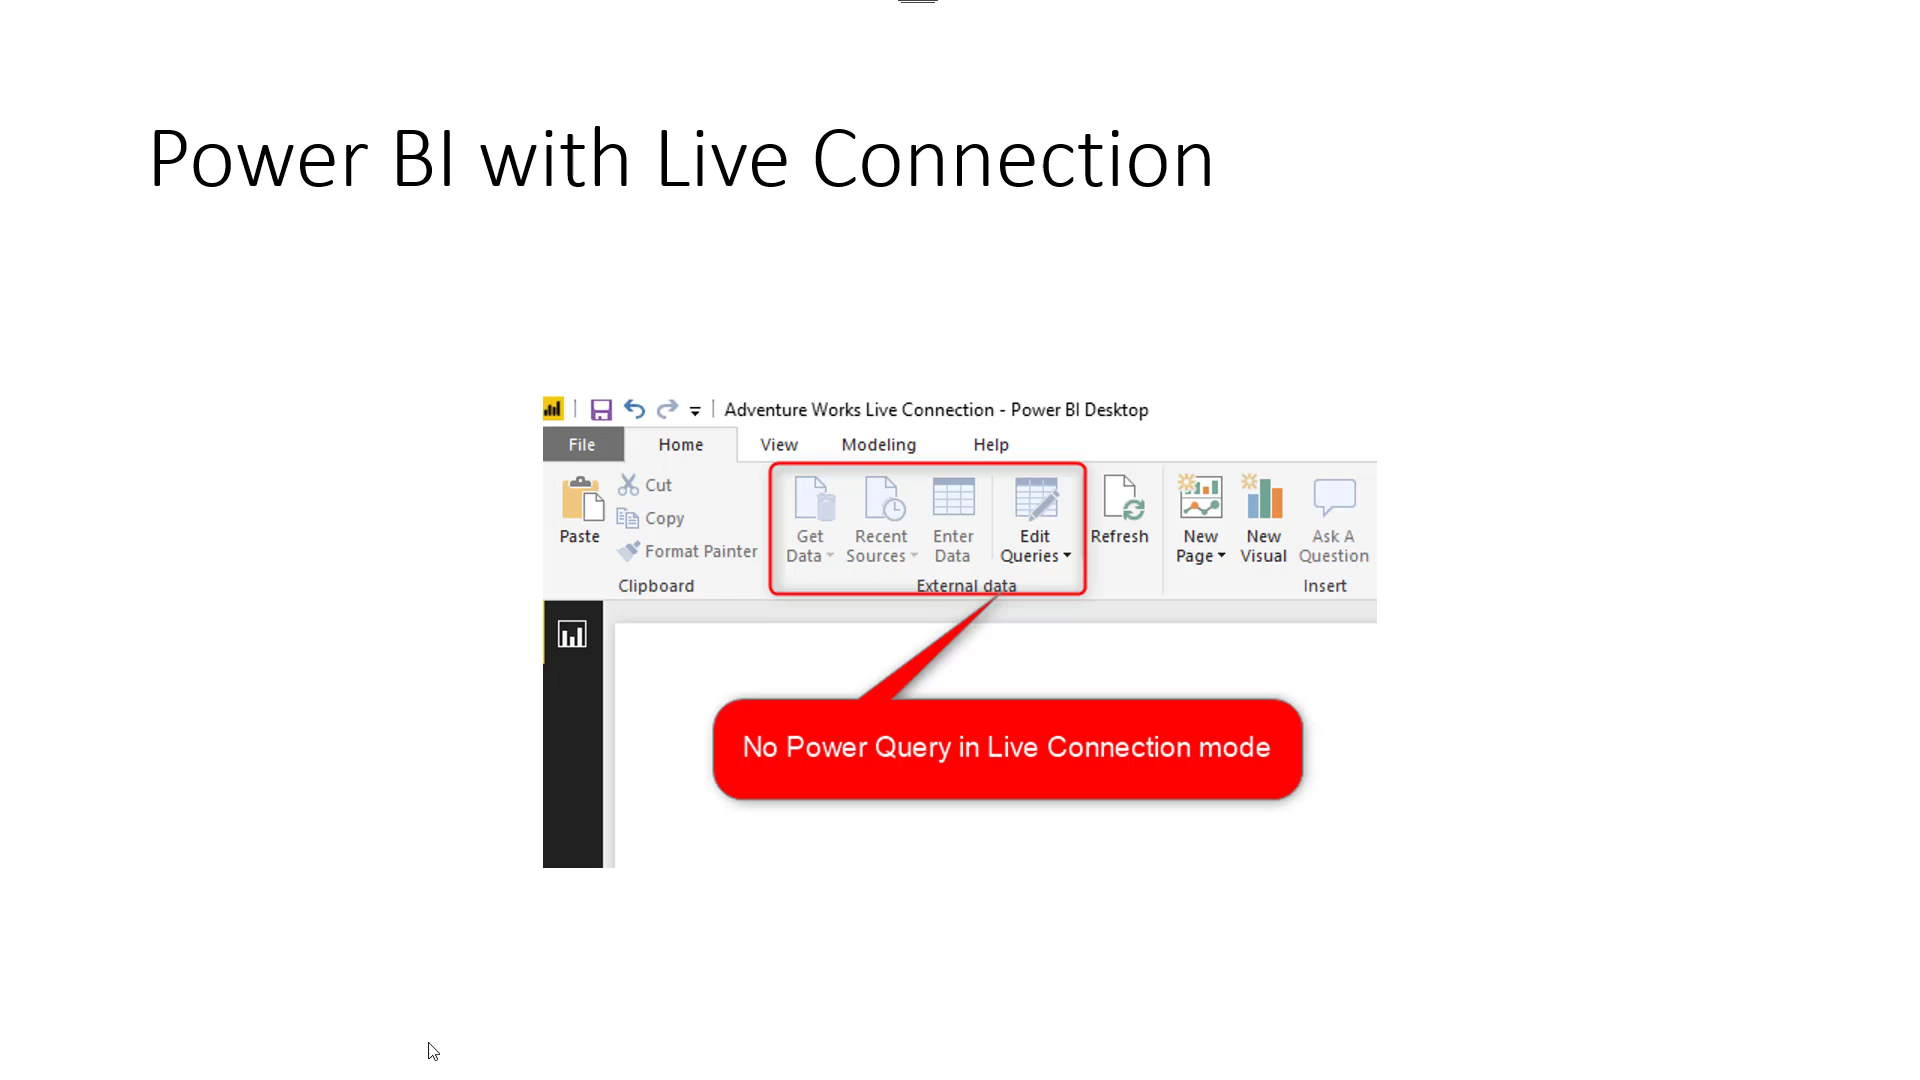 Power BI with Live Connection
Adventure Works Live Connection - Power BI Desktop
File Home View Modeling Help
Paste
Cut
Copy
Format Painter
Clipboard
Get Data
Recent Sources
Enter Data
Edit Queries
External data
Refresh
New Page
New Visual
Ask A Question
Insert
No Power Query in Live Connection mode